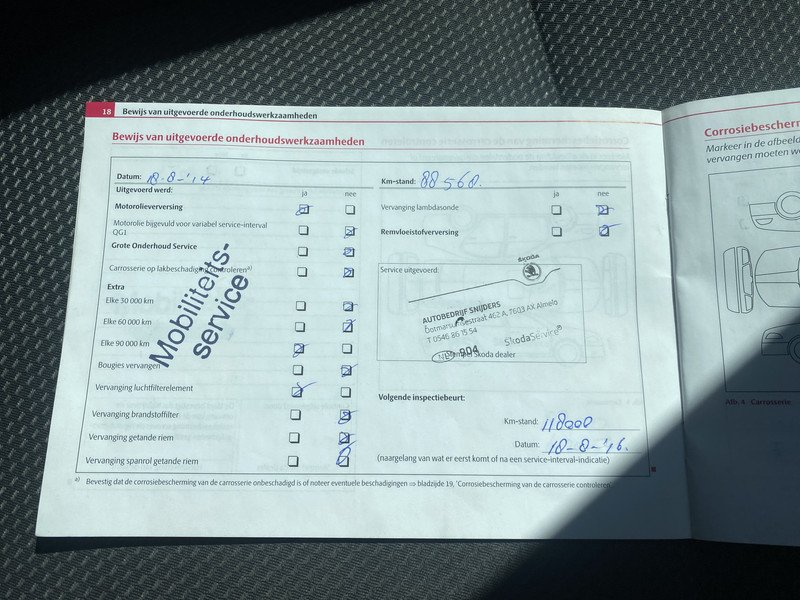 18 Bewijs van uitgevoerde onderhoudswerkzaamheden
Bewijs van uitgevoerde onderhoudswerkzaamheden
Datum: 18-8-'14
Uitgevoerd werd:
ja nee
Motorolieverversing
Motorolie bijgevuld voor variabel service-interval
QG1
Grote Onderhoud Service
Carrosserie op lakbeschadiging controleren a)
Extra
Elke 30 000 km
Elke 60 000 km
Elke 90 000 km
Bougies vervangen
Vervanging luchtfilterelement
Vervanging brandstoffilter
Vervanging getande riem
Vervanging spanrol getande riem
Mobiliteits-
service
Km-stand: 88568.
ja nee
Vervanging lambdasonde
Remvloeistofverversing
Service uitgevoerd:
ŠKODA
AUTOBEDRIJF SNIJDERS
462 A, 7603 AX Almelo
T 0546 86 15 54
ŠkodaService
904
Škoda dealer
Volgende inspectiebeurt:
Km-stand: 118000
Datum: 18-8-'16.
(naargelang van wat er eerst komt of na een service-interval-indicatie)
a) Bevestig dat de corrosiebescherming van de carrosserie onbeschadigd is of noteer eventuele beschadigingen ⇒ bladzijde 19, "Corrosiebescherming van de carrosserie controleren"
Corrosiebescherm
Markeer in de afbeeld
vervangen moeten w
Alb. 4 Carrosserie